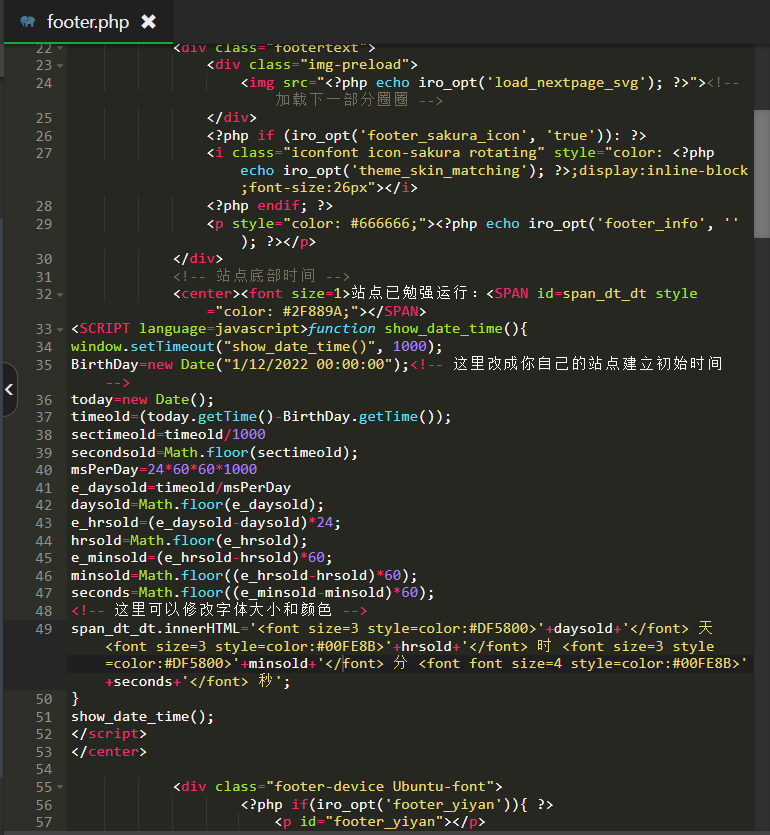 footer.php
22 <div class="footertext">
23 <div class="img-preload">
24 <img src="<?php echo iro_opt('load_nextpage_svg'); ?>"><!--
加载下一部分圈圈 -->
25 </div>
26 <?php if (iro_opt('footer_sakura_icon', 'true')): ?>
27 <i class="iconfont icon-sakura rotating" style="color: <?php
echo iro_opt('theme_skin_matching'); ?>;display:inline-block
;font-size:26px"></i>
28 <?php endif; ?>
29 <p style="color: #666666;"><?php echo iro_opt('footer_info', ''
); ?></p>
30 </div>
31 <!-- 站点底部时间 -->
32 <center><font size=1>站点已勉强运行：<SPAN id=span_dt_dt style
="color: #2F889A;"></SPAN>
33 <SCRIPT language=javascript>function show_date_time(){
34 window.setTimeout("show_date_time()", 1000);
35 BirthDay=new Date("1/12/2022 00:00:00");<!-- 这里改成你自己的站点建立初始时间
-->
36 today=new Date();
37 timeold=(today.getTime()-BirthDay.getTime());
38 sectimeold=timeold/1000
39 secondsold=Math.floor(sectimeold);
40 msPerDay=24*60*60*1000
41 e_daysold=timeold/msPerDay
42 daysold=Math.floor(e_daysold);
43 e_hrsold=(e_daysold-daysold)*24;
44 hrsold=Math.floor(e_hrsold);
45 e_minsold=(e_hrsold-hrsold)*60;
46 minsold=Math.floor((e_hrsold-hrsold)*60);
47 seconds=Math.floor((e_minsold-minsold)*60);
48 <!-- 这里可以修改字体大小和颜色 -->
49 span_dt_dt.innerHTML='<font size=3 style=color:#DF5800>'+daysold+'</font> 天
<font size=3 style=color:#00FE8B>'+hrsold+'</font> 时 <font size=3 style
=color:#DF5800>'+minsold+'</font> 分 <font font size=4 style=color:#00FE8B>'
+seconds+'</font> 秒';
50 }
51 show_date_time();
52 </script>
53 </center>
54
55 <div class="footer-device Ubuntu-font">
56 <?php if(iro_opt('footer_yiyan')){ ?>
57 <p id="footer_yiyan"></p>